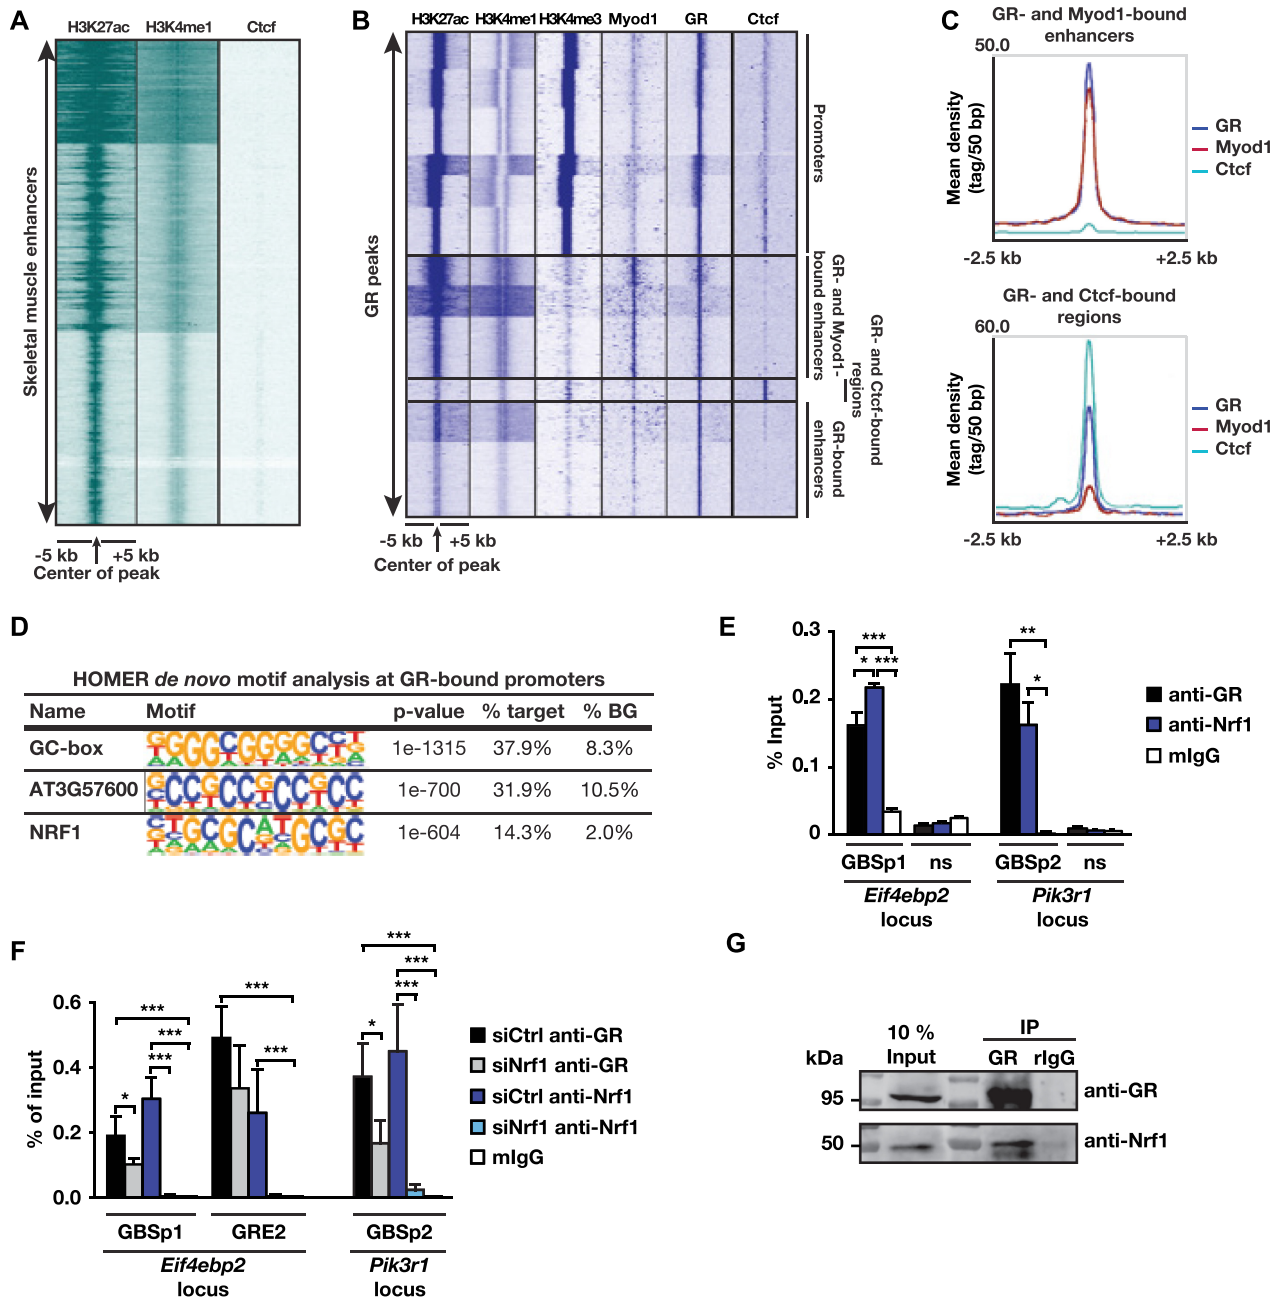 A
H3K27ac H3K4me1 Ctcf
Skeletal muscle enhancers
-5 kb +5 kb
Center of peak
B
H3K27ac H3K4me1 H3K4me3 Myod1 GR Ctcf
GR peaks
Promoters
GR- and Myod1-
bound enhancers
GR- and Ctcf-bound
regions
GR-bound
enhancers
-5 kb +5 kb
Center of peak
C
GR- and Myod1-bound
enhancers
50.0
Mean density
(tag/50 bp)
GR
Myod1
Ctcf
-2.5 kb +2.5 kb
GR- and Ctcf-bound
regions
60.0
Mean density
(tag/50 bp)
GR
Myod1
Ctcf
-2.5 kb +2.5 kb
D
HOMER de novo motif analysis at GR-bound promoters
Name Motif p-value % target % BG
GC-box 1e-1315 37.9% 8.3%
AT3G57600 1e-700 31.9% 10.5%
NRF1 1e-604 14.3% 2.0%
E
% Input
0.3
0.2
0.1
0
***
* ***
**
*
anti-GR
anti-Nrf1
mIgG
GBSp1 ns GBSp2 ns
Eif4ebp2
locus
Pik3r1
locus
F
% of input
0.6
0.4
0.2
0.0
***
***
***
*
***
***
***
***
***
*
siCtrl anti-GR
siNrf1 anti-GR
siCtrl anti-Nrf1
siNrf1 anti-Nrf1
mIgG
GBSp1 GRE2 GBSp2
Eif4ebp2
locus
Pik3r1
locus
G
10 %
Input
IP
kDa GR rIgG
95 anti-GR
50 anti-Nrf1